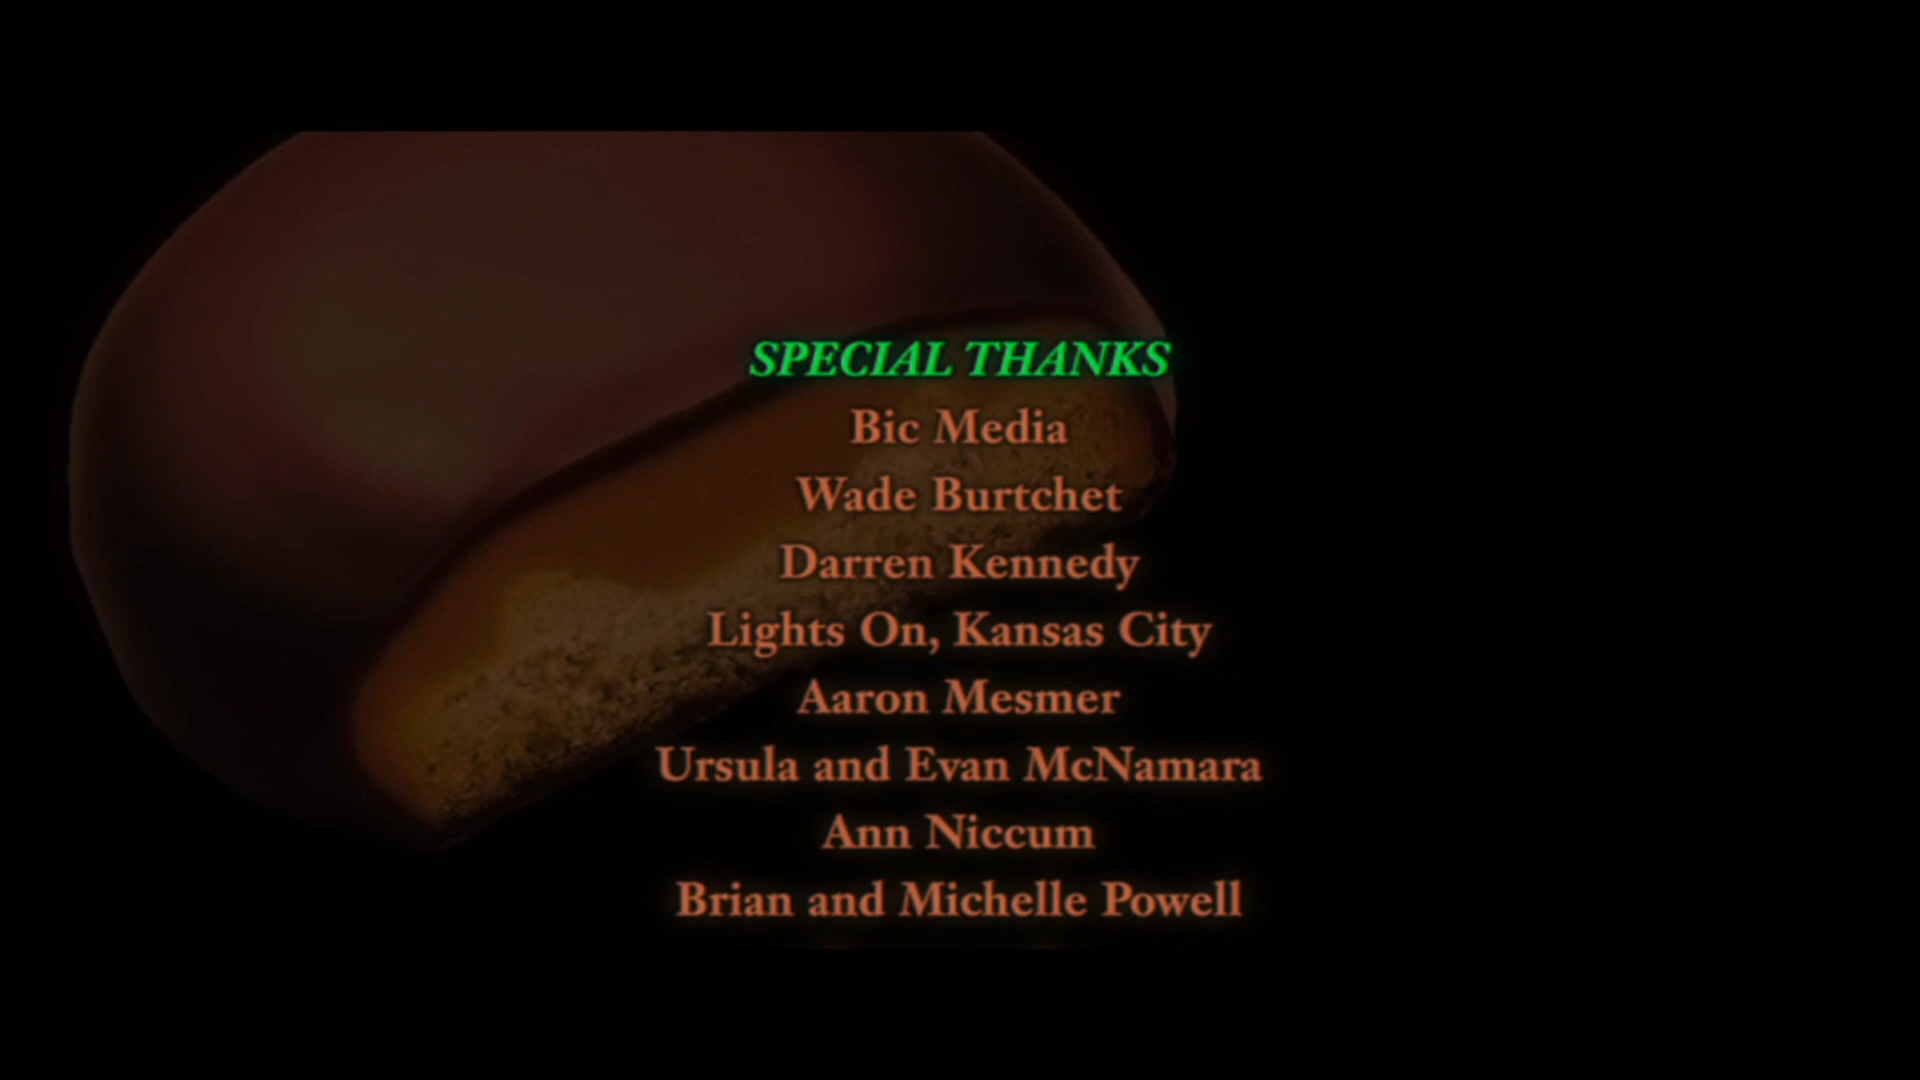 SPECIAL THANKS
Bic Media
Wade Burtchet
Darren Kennedy
Lights On, Kansas City
Aaron Mesmer
Ursula and Evan McNamara
Ann Niccum
Brian and Michelle Powell